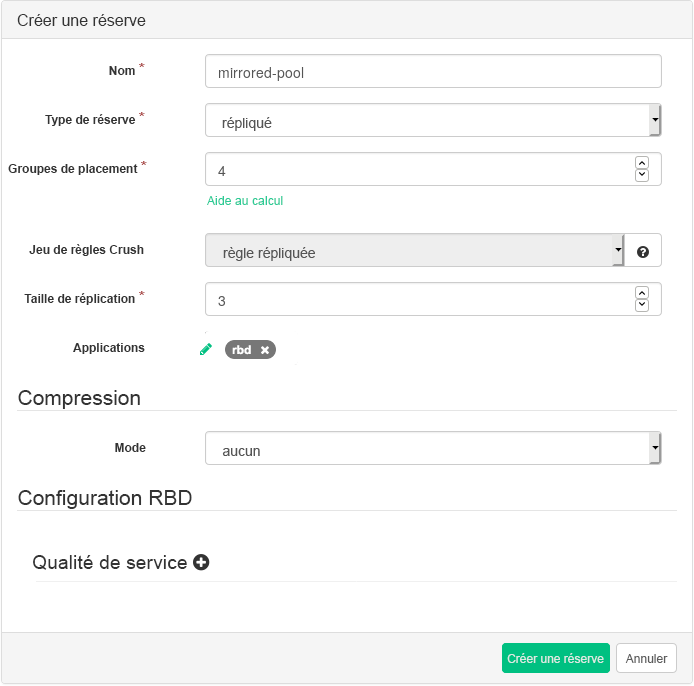 Créer une réserve
Nom *
mirrored-pool
Type de réserve *
répliqué
Groupes de placement *
4
Aide au calcul
Jeu de règles Crush
règle répliquée
Taille de réplication *
3
Applications
rbd
Compression
Mode
aucun
Configuration RBD
Qualité de service
Créer une réserve
Annuler